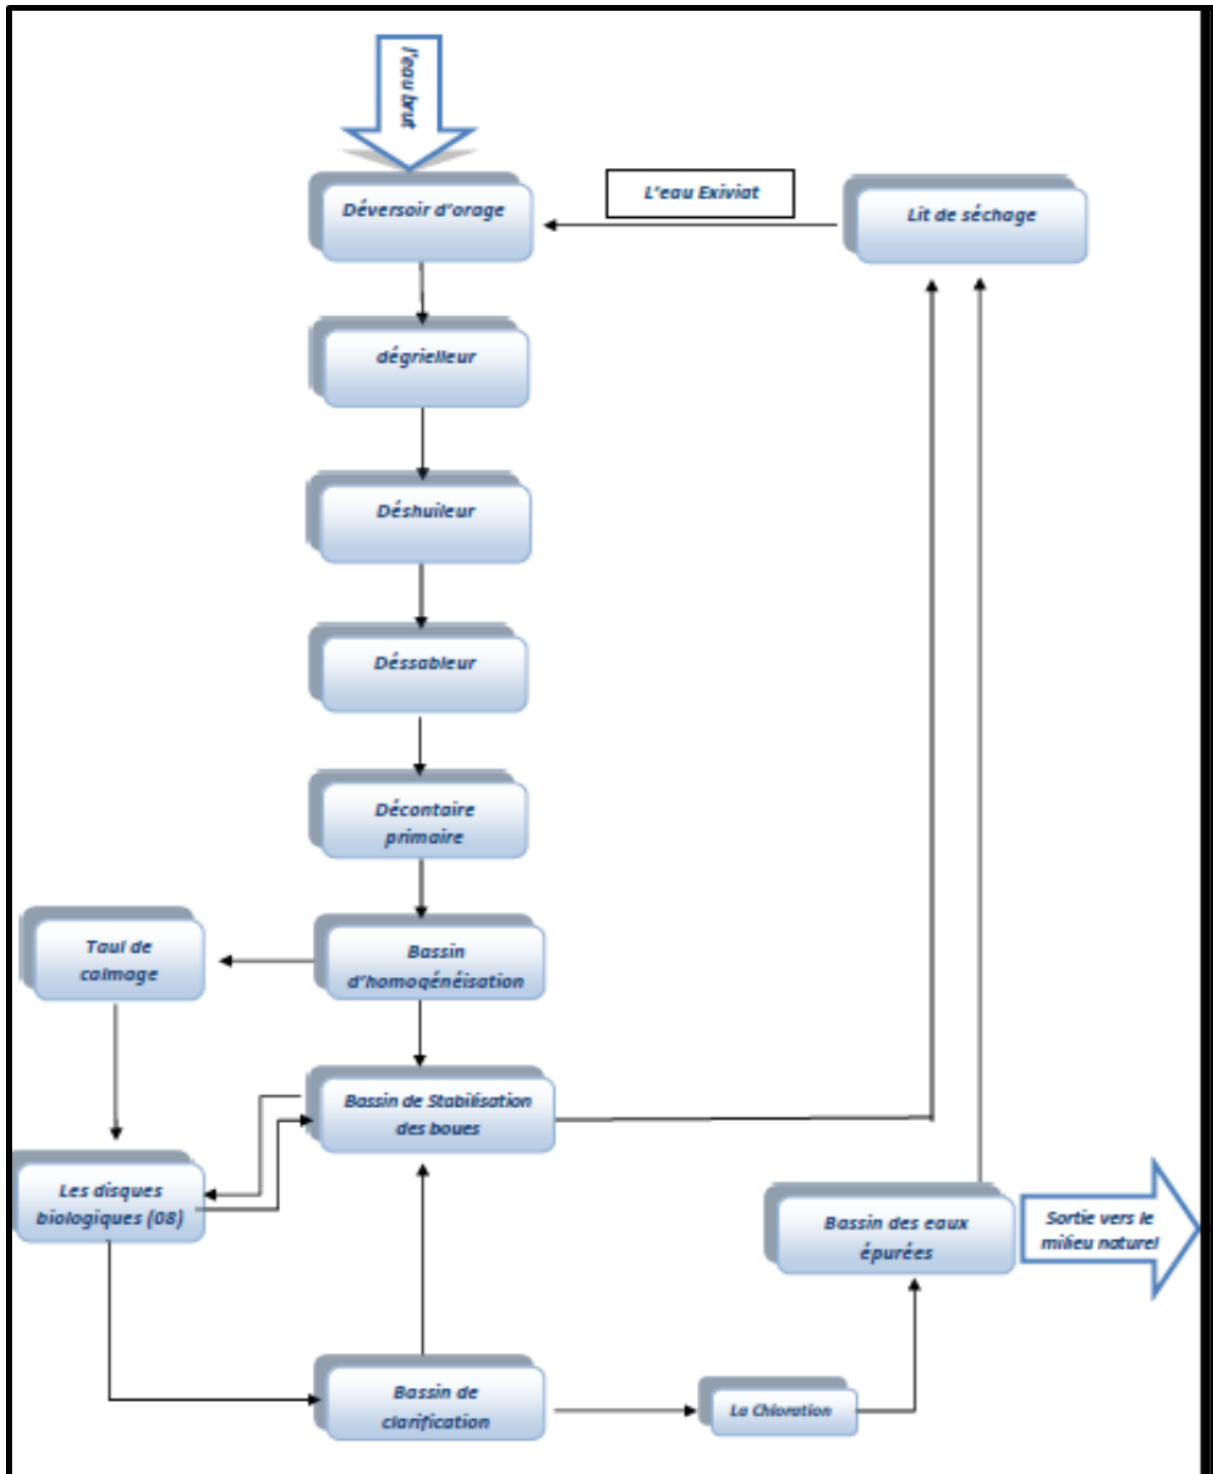 l'eau brut
Déversoir d'orage
L'eau Exiviat
Lit de séchage
dégrielleur
Déshuileur
Déssableur
Décontaire
primaire
Taul de
calmage
Bassin
d'homogénéisation
Bassin de Stabilisation
des boues
Les disques
biologiques (08)
Bassin des eaux
épurées
Sortie vers le
milieu naturel
Bassin de
clarification
La Chloration